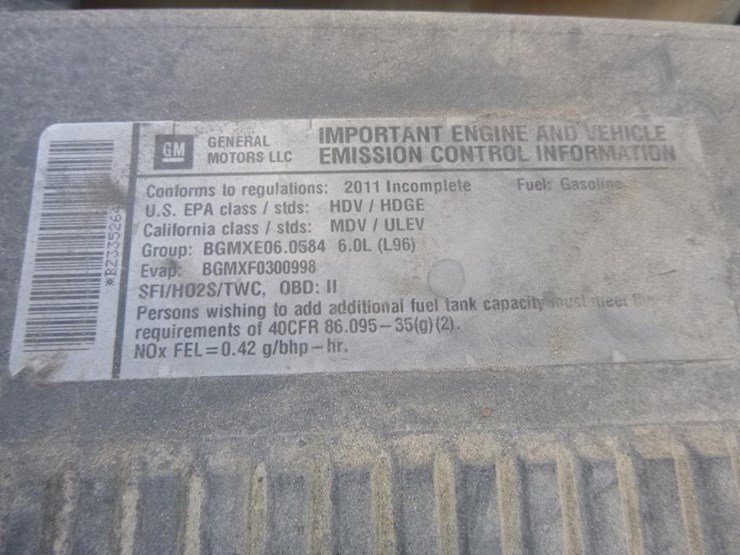 GM GENERAL MOTORS LLC
IMPORTANT ENGINE AND VEHICLE
EMISSION CONTROL INFORMATION
Conforms to regulations: 2011 Incomplete Fuel: Gasoline
U.S. EPA class / stds: HDV / HDGE
California class / stds: MDV / ULEV
Group: BGMXE06.0584 6.0L (L96)
Evap: BGMXF0300998
SFI/HO2S/TWC, OBD: II
Persons wishing to add additional fuel tank capacity must meet the
requirements of 40CFR 86.095-35(g)(2).
NOx FEL=0.42 g/bhp-hr.